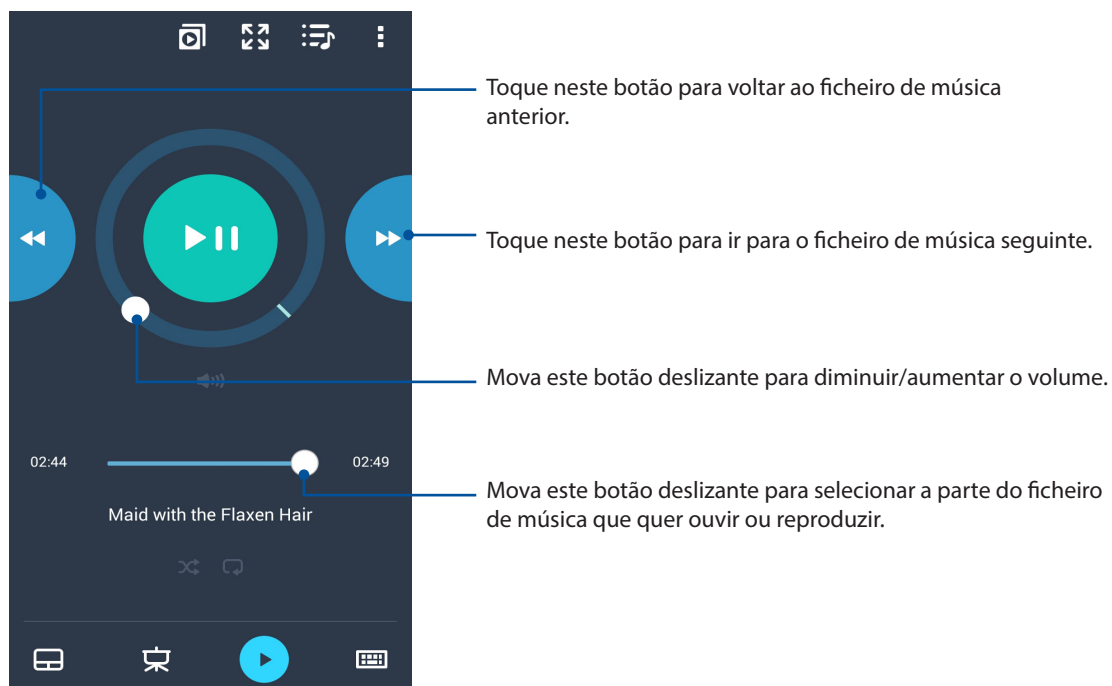 Toque neste botão para voltar ao ficheiro de música
anterior.
Toque neste botão para ir para o ficheiro de música seguinte.
Mova este botão deslizante para diminuir/aumentar o volume.
02:44
02:49
Mova este botão deslizante para selecionar a parte do ficheiro
de música que quer ouvir ou reproduzir.
Maid with the Flaxen Hair